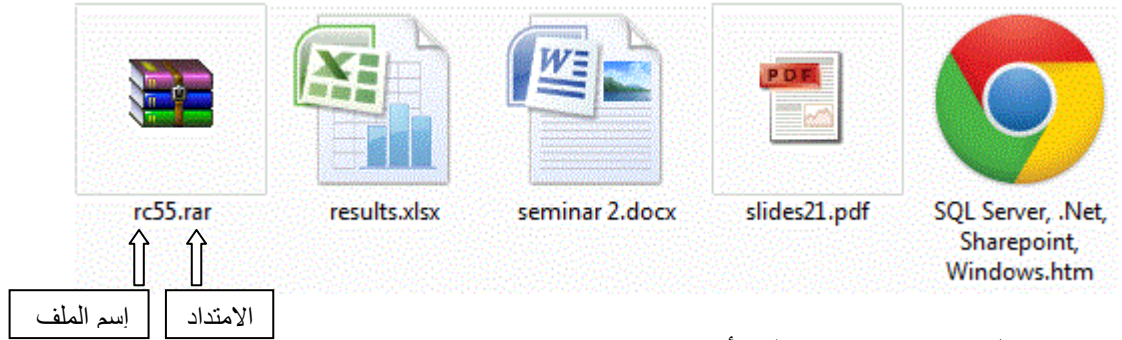 PDF
rc55.rar
results.xlsx
seminar 2.docx
slides21.pdf
SQL Server, .Net,
Sharepoint,
Windows.htm
إسم الملف
الامتداد